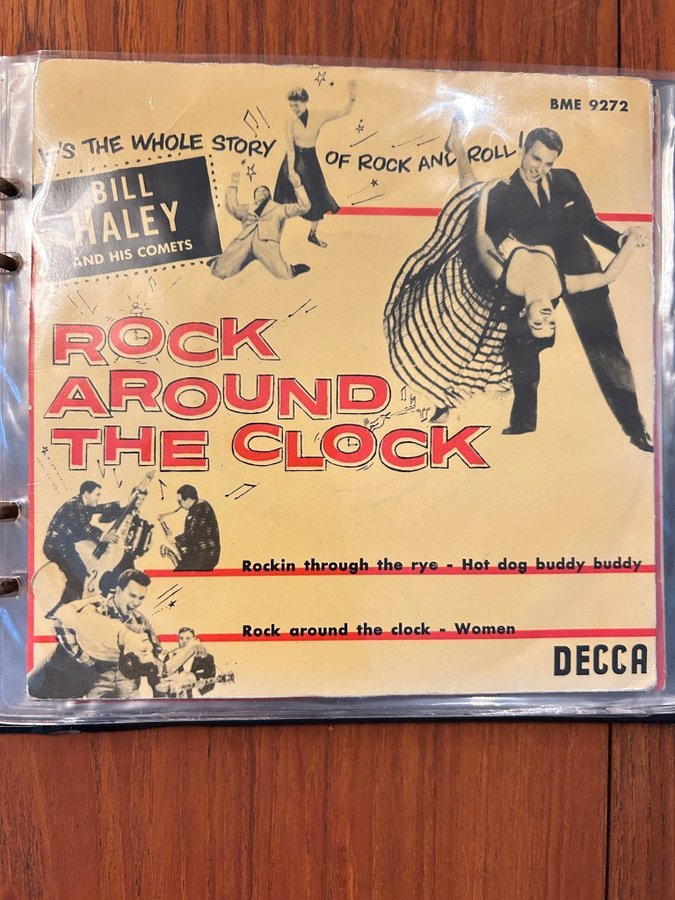 BME 9272
IT'S THE WHOLE STORY OF ROCK AND ROLL!
BILL
HALEY
AND HIS COMETS
ROCK
AROUND
THE CLOCK
Rockin through the rye - Hot dog buddy buddy
Rock around the clock - Women
DECCA